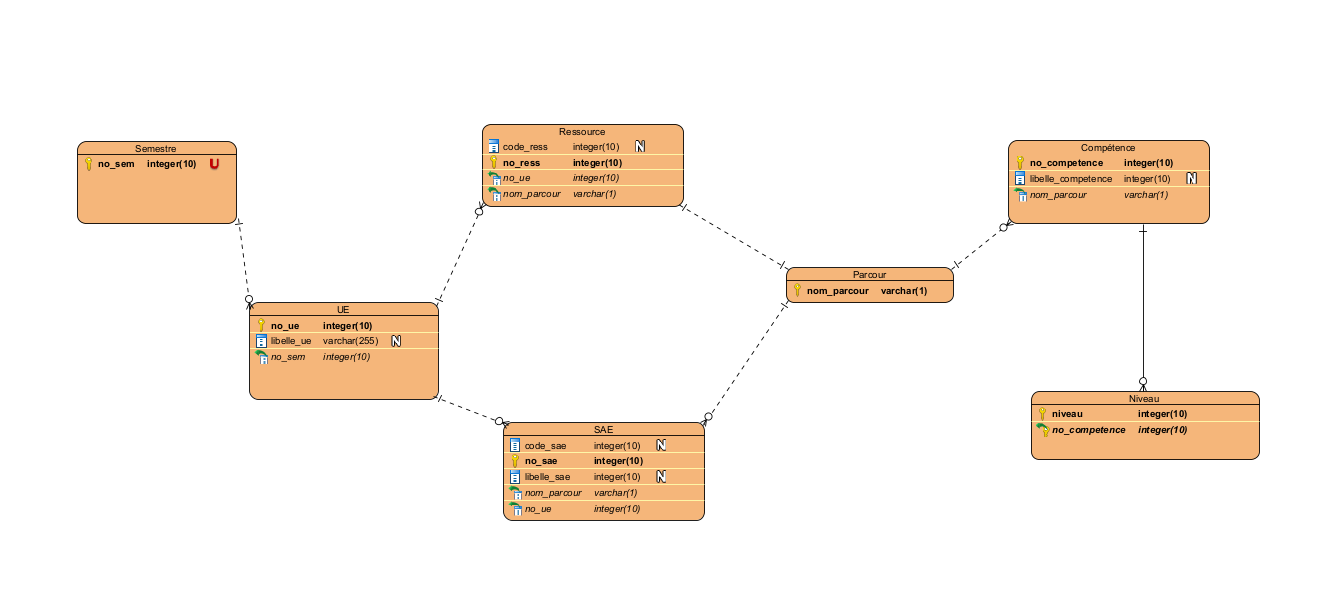 Semestre
no_sem integer(10) U
Ressource
code_ress integer(10) N
no_ress integer(10)
no_ue integer(10)
nom_parcour varchar(1)
Compétence
no_competence integer(10)
libelle_competence integer(10) N
nom_parcour varchar(1)
Parcour
nom_parcour varchar(1)
UE
no_ue integer(10)
libelle_ue varchar(255) N
no_sem integer(10)
SAE
code_sae integer(10) N
no_sae integer(10)
libelle_sae integer(10) N
nom_parcour varchar(1)
no_ue integer(10)
Niveau
niveau integer(10)
no_competence integer(10)